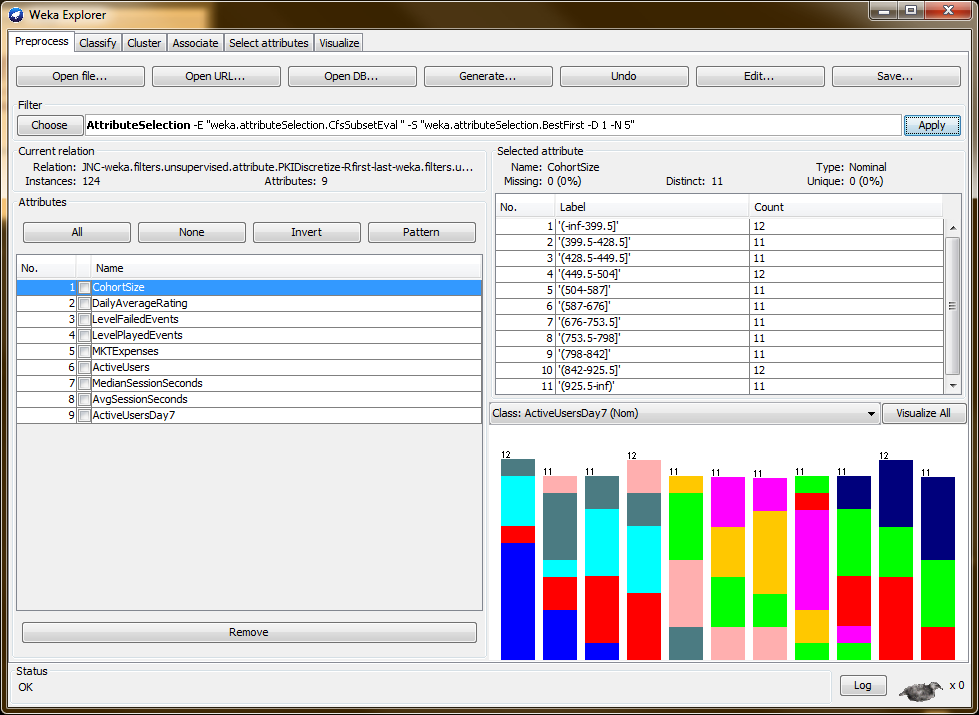 Weka Explorer
Preprocess Classify Cluster Associate Select attributes Visualize
Open file... Open URL... Open DB... Generate... Undo Edit... Save...
Filter
Choose AttributeSelection -E "weka.attributeSelection.CfsSubsetEval " -S "weka.attributeSelection.BestFirst -D 1 -N 5" Apply
Current relation
Relation: JNC-weka.filters.unsupervised.attribute.PKIDiscretize-Rfirst-last-weka.filters.u...
Instances: 124 Attributes: 9
Attributes
All None Invert Pattern
No. Name
1 CohortSize
2 DailyAverageRating
3 LevelFailedEvents
4 LevelPlayedEvents
5 MKTExpenses
6 ActiveUsers
7 MedianSessionSeconds
8 AvgSessionSeconds
9 ActiveUsersDay7
Remove
Selected attribute
Name: CohortSize Type: Nominal
Missing: 0 (0%) Distinct: 11 Unique: 0 (0%)
No. Label Count
1 '(-inf-399.5]' 12
2 '(399.5-428.5]' 11
3 '(428.5-449.5]' 11
4 '(449.5-504]' 12
5 '(504-587]' 11
6 '(587-676]' 11
7 '(676-753.5]' 11
8 '(753.5-798]' 11
9 '(798-842]' 11
10 '(842-925.5]' 12
11 '(925.5-inf)' 11
Class: ActiveUsersDay7 (Nom) Visualize All
12 11 11 12 11 11 11 11 11 12 11
Status
OK
Log x 0